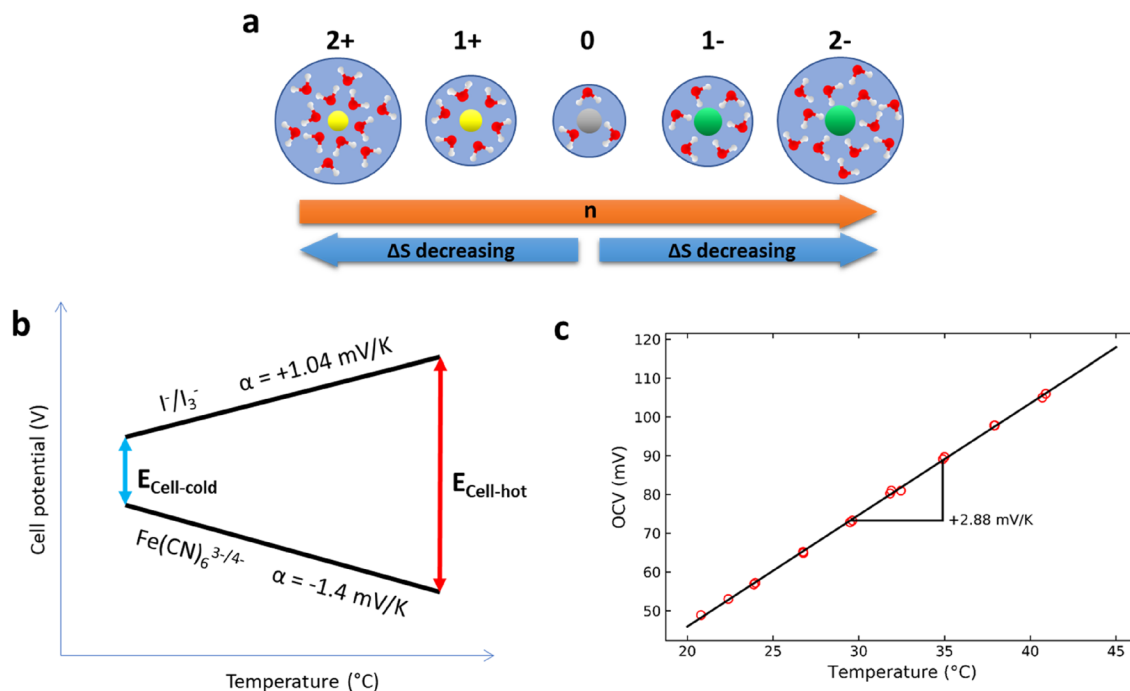 a
2+ 1+ 0 1- 2-
n
ΔS decreasing ΔS decreasing
b
Cell potential (V)
I⁻/I₃⁻ α = +1.04 mV/K
E Cell-cold
E Cell-hot
Fe(CN)₆³⁻/⁴⁻ α = -1.4 mV/K
Temperature (°C)
c
OCV (mV)
120
110
100
90
80
70
60
50
+2.88 mV/K
20 25 30 35 40 45
Temperature (°C)